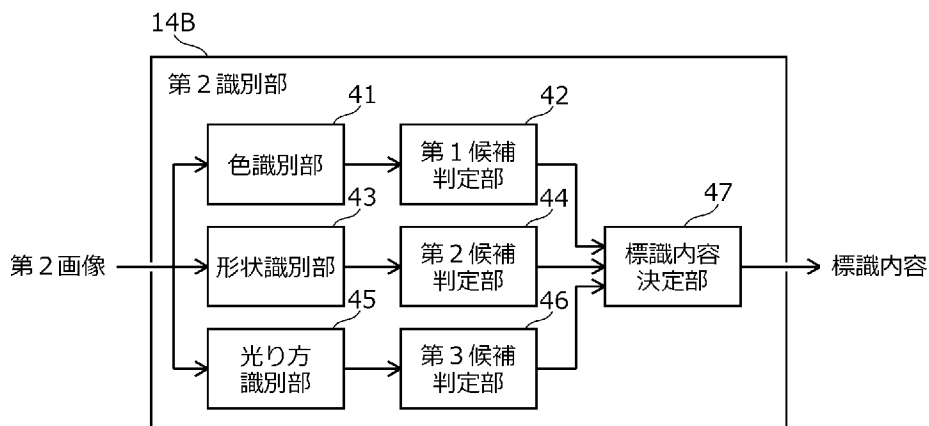 14B
第２識別部
41
色識別部
42
第１候補
判定部
43
形状識別部
44
第２候補
判定部
45
光り方
識別部
46
第３候補
判定部
47
標識内容
決定部
第２画像
標識内容